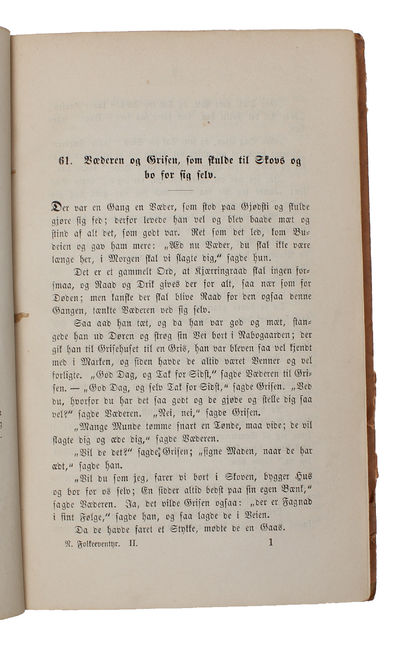 61. Væderen og Grisen, som skulde til Skovs og
bo for sig selv.
Der var en Gang en Væder, som stod paa Gjødsti og skulde
gjøre sig fed; derfor levede han vel og blev baade mæt og
stind af alt det, som godt var. Ret som det led, kom Bu-
deien og gav ham mere: „Æd nu Væder, du skal ikke være
længe her, i Morgen skal vi slagte dig,“ sagde hun.
Det er et gammelt Ord, at Kjærringraad skal ingen for-
smaa, og Raad og Drik gives der for alt, saa nær som for
Døden; men kanske der skal blive Raad for den ogsaa denne
Gangen, tænkte Væderen ved sig selv.
Saa aad han tæt, og da han var god og mæt, stan-
gede han ud Døren og strøg sin Vei bort i Nabogaarden; der
gik han til Grisehuset til en Gris, han var bleven saa vel kjendt
med i Marken, og siden havde de altid været Venner og vel
forligte. „God Dag, og Tak for Sidst,“ sagde Væderen til Gri-
sen. — „God Dag, og selv Tak for Sidst,“ sagde Grisen. „Ved
du, hvorfor du har det saa godt og de gjøde og stelle dig saa
vel?“ sagde Væderen. „Nei, nei,“ sagde Grisen.
„Mange Munde tømme snart en Tønde, maa vide; de vil
slagte dig og æde dig,“ sagde Væderen.
„Vil de det?“ sagde Grisen; „signe Maden, naar de har
ædt,“ sagde han.
„Vil du som jeg, farer vi bort i Skoven, bygger Hus
og bor for os selv; En sidder altid bedst paa sin egen Bænk,“
sagde Væderen. Ja, det vilde Grisen ogsaa: „der er Fagnad
i fint Følge,“ sagde han, og saa lagde de i Veien.
Da de havde faret et Stykke, mødte de en Gaas.
N. Folkeeventyr. II. 1